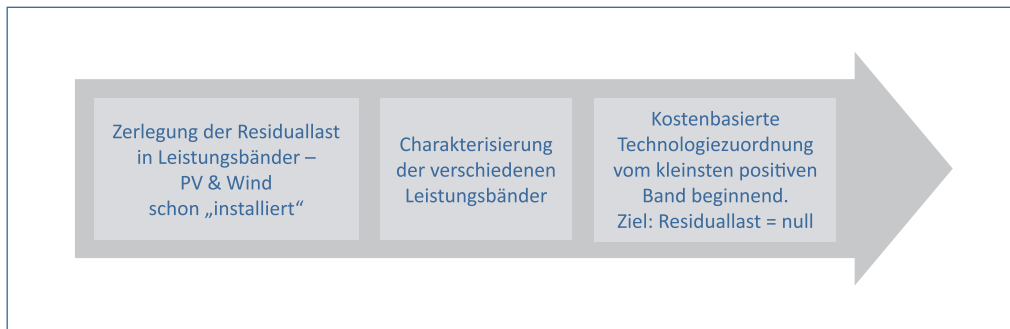 Zerlegung der Residuallast
in Leistungsbänder –
PV & Wind
schon „installiert“
Charakterisierung
der verschiedenen
Leistungsbänder
Kostenbasierte
Technologiezuordnung
vom kleinsten positiven
Band beginnend.
Ziel: Residuallast = null